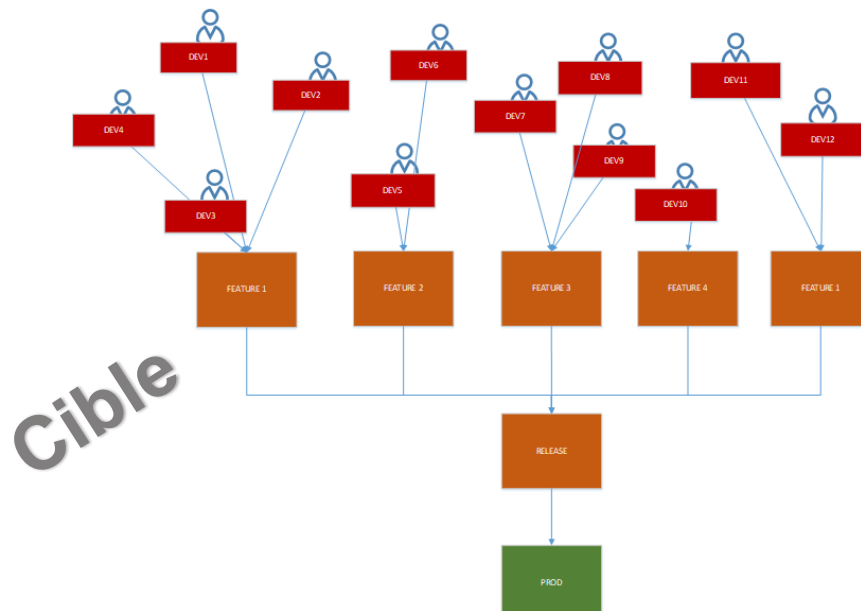 DEV1
DEV6
DEV8
DEV11
DEV2
DEV7
DEV4
DEV12
DEV9
DEV5
DEV10
DEV3
FEATURE 1
FEATURE 2
FEATURE 3
FEATURE 4
FEATURE 1
Cible
RELEASE
PROD